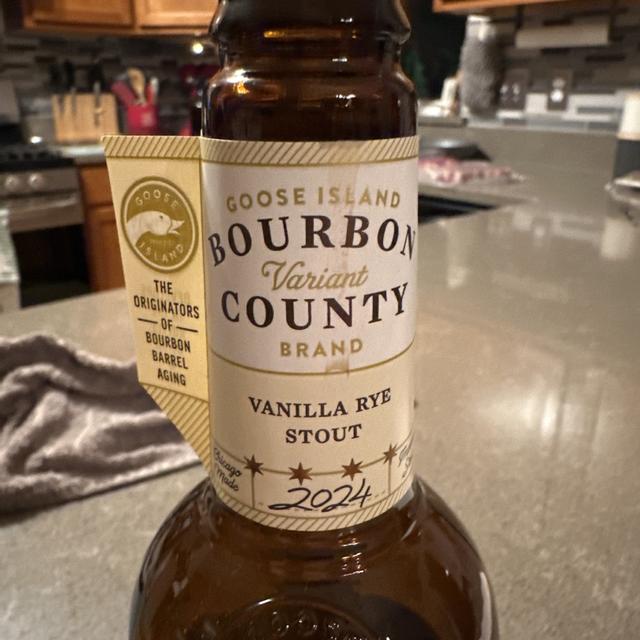 GOOSE
ISLAND
THE
ORIGINATORS
OF
BOURBON
BARREL
AGING
GOOSE ISLAND
BOURBON
Variant
COUNTY
BRAND
VANILLA RYE
STOUT
Chicago
Made
2024